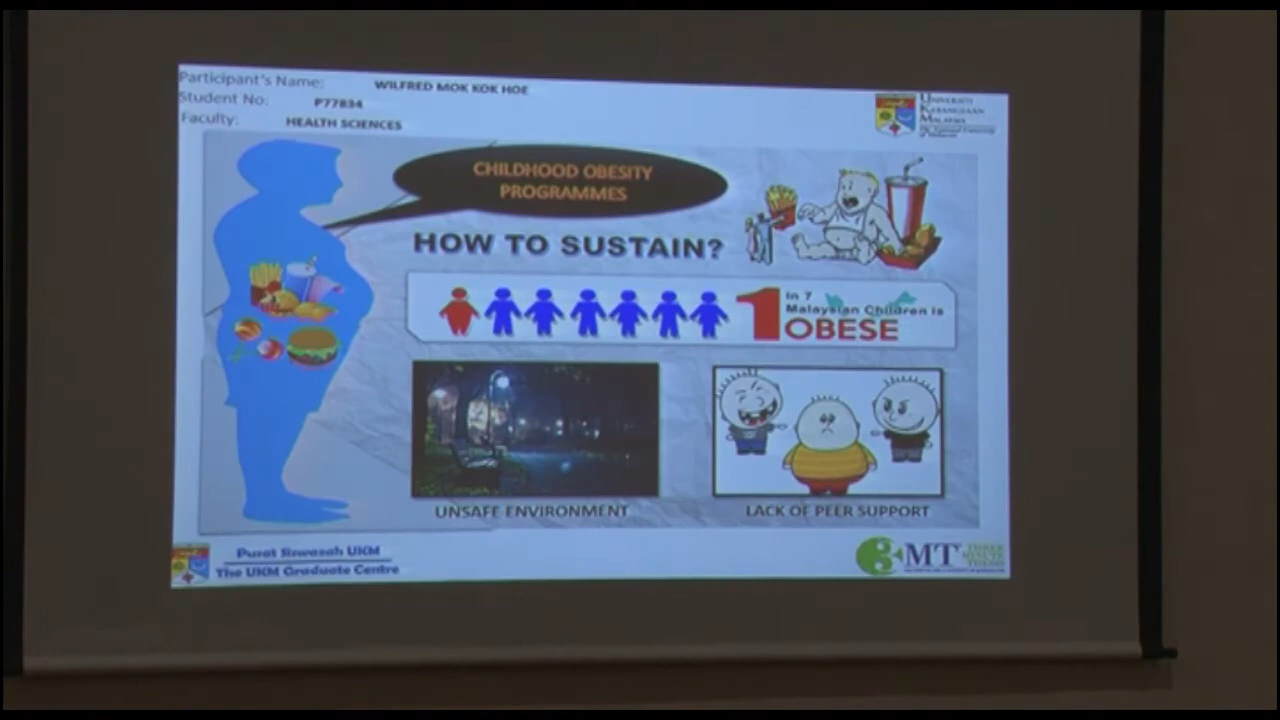 Participant's Name: WILFRED MOK KOK HOE
Student No: P77834
Faculty: HEALTH SCIENCES
UNIVERSITI
KEBANGSAAN
MALAYSIA
The National University
of Malaysia
CHILDHOOD OBESITY
PROGRAMMES
HOW TO SUSTAIN?
1 In 7
Malaysian Children is
OBESE
UNSAFE ENVIRONMENT
LACK OF PEER SUPPORT
Pusat Siswazah UKM
The UKM Graduate Centre
3MT THREE
MINUTE
THESIS